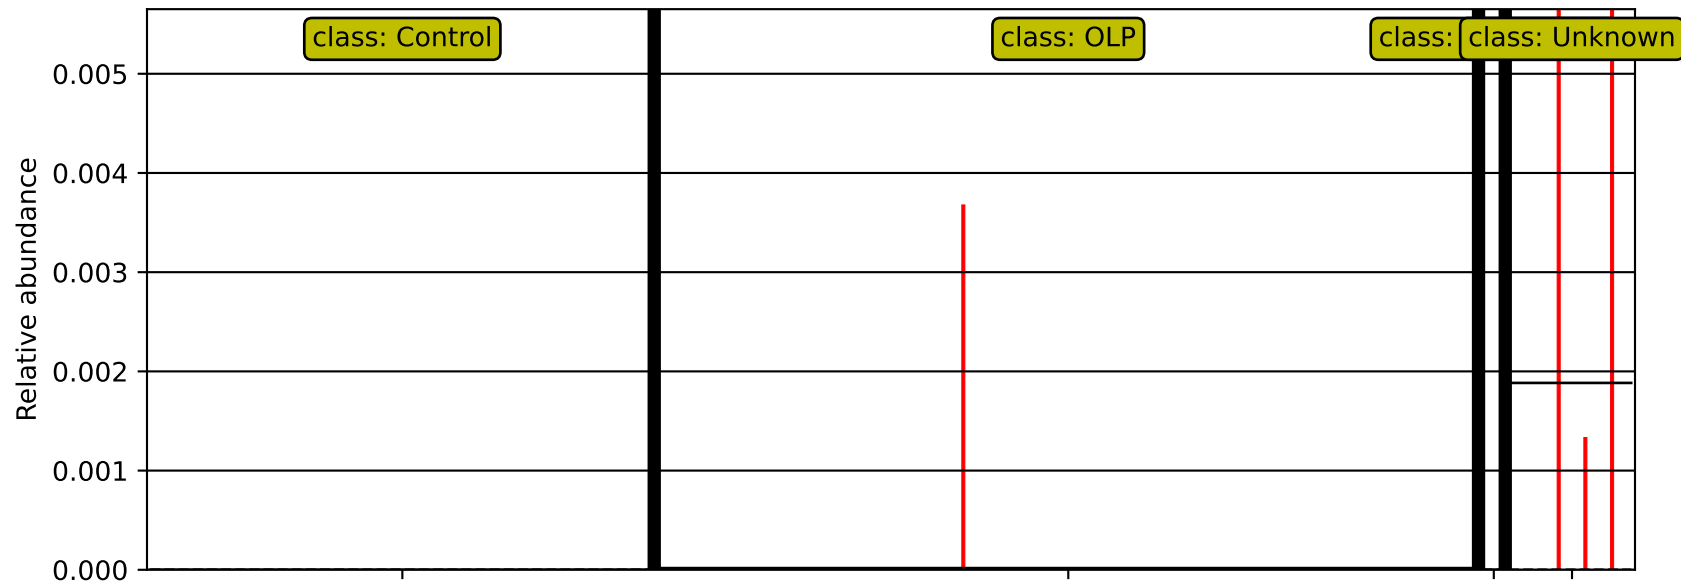 class: Control
class: OLP
class:
class: Unknown
Relative abundance
0.005
0.004
0.003
0.002
0.001
0.000